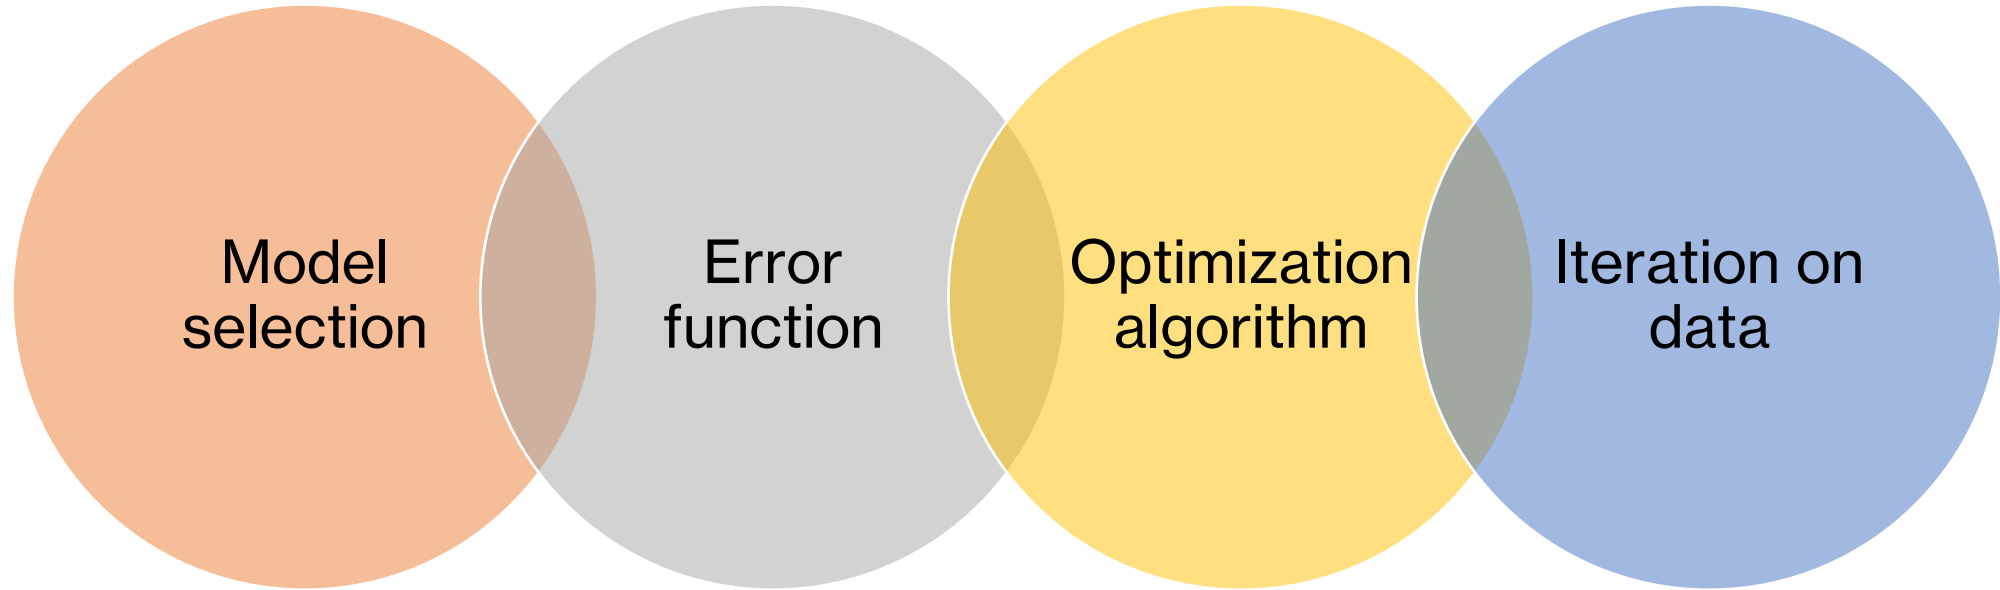 Model
selection
Error
function
Optimization
algorithm
Iteration on
data